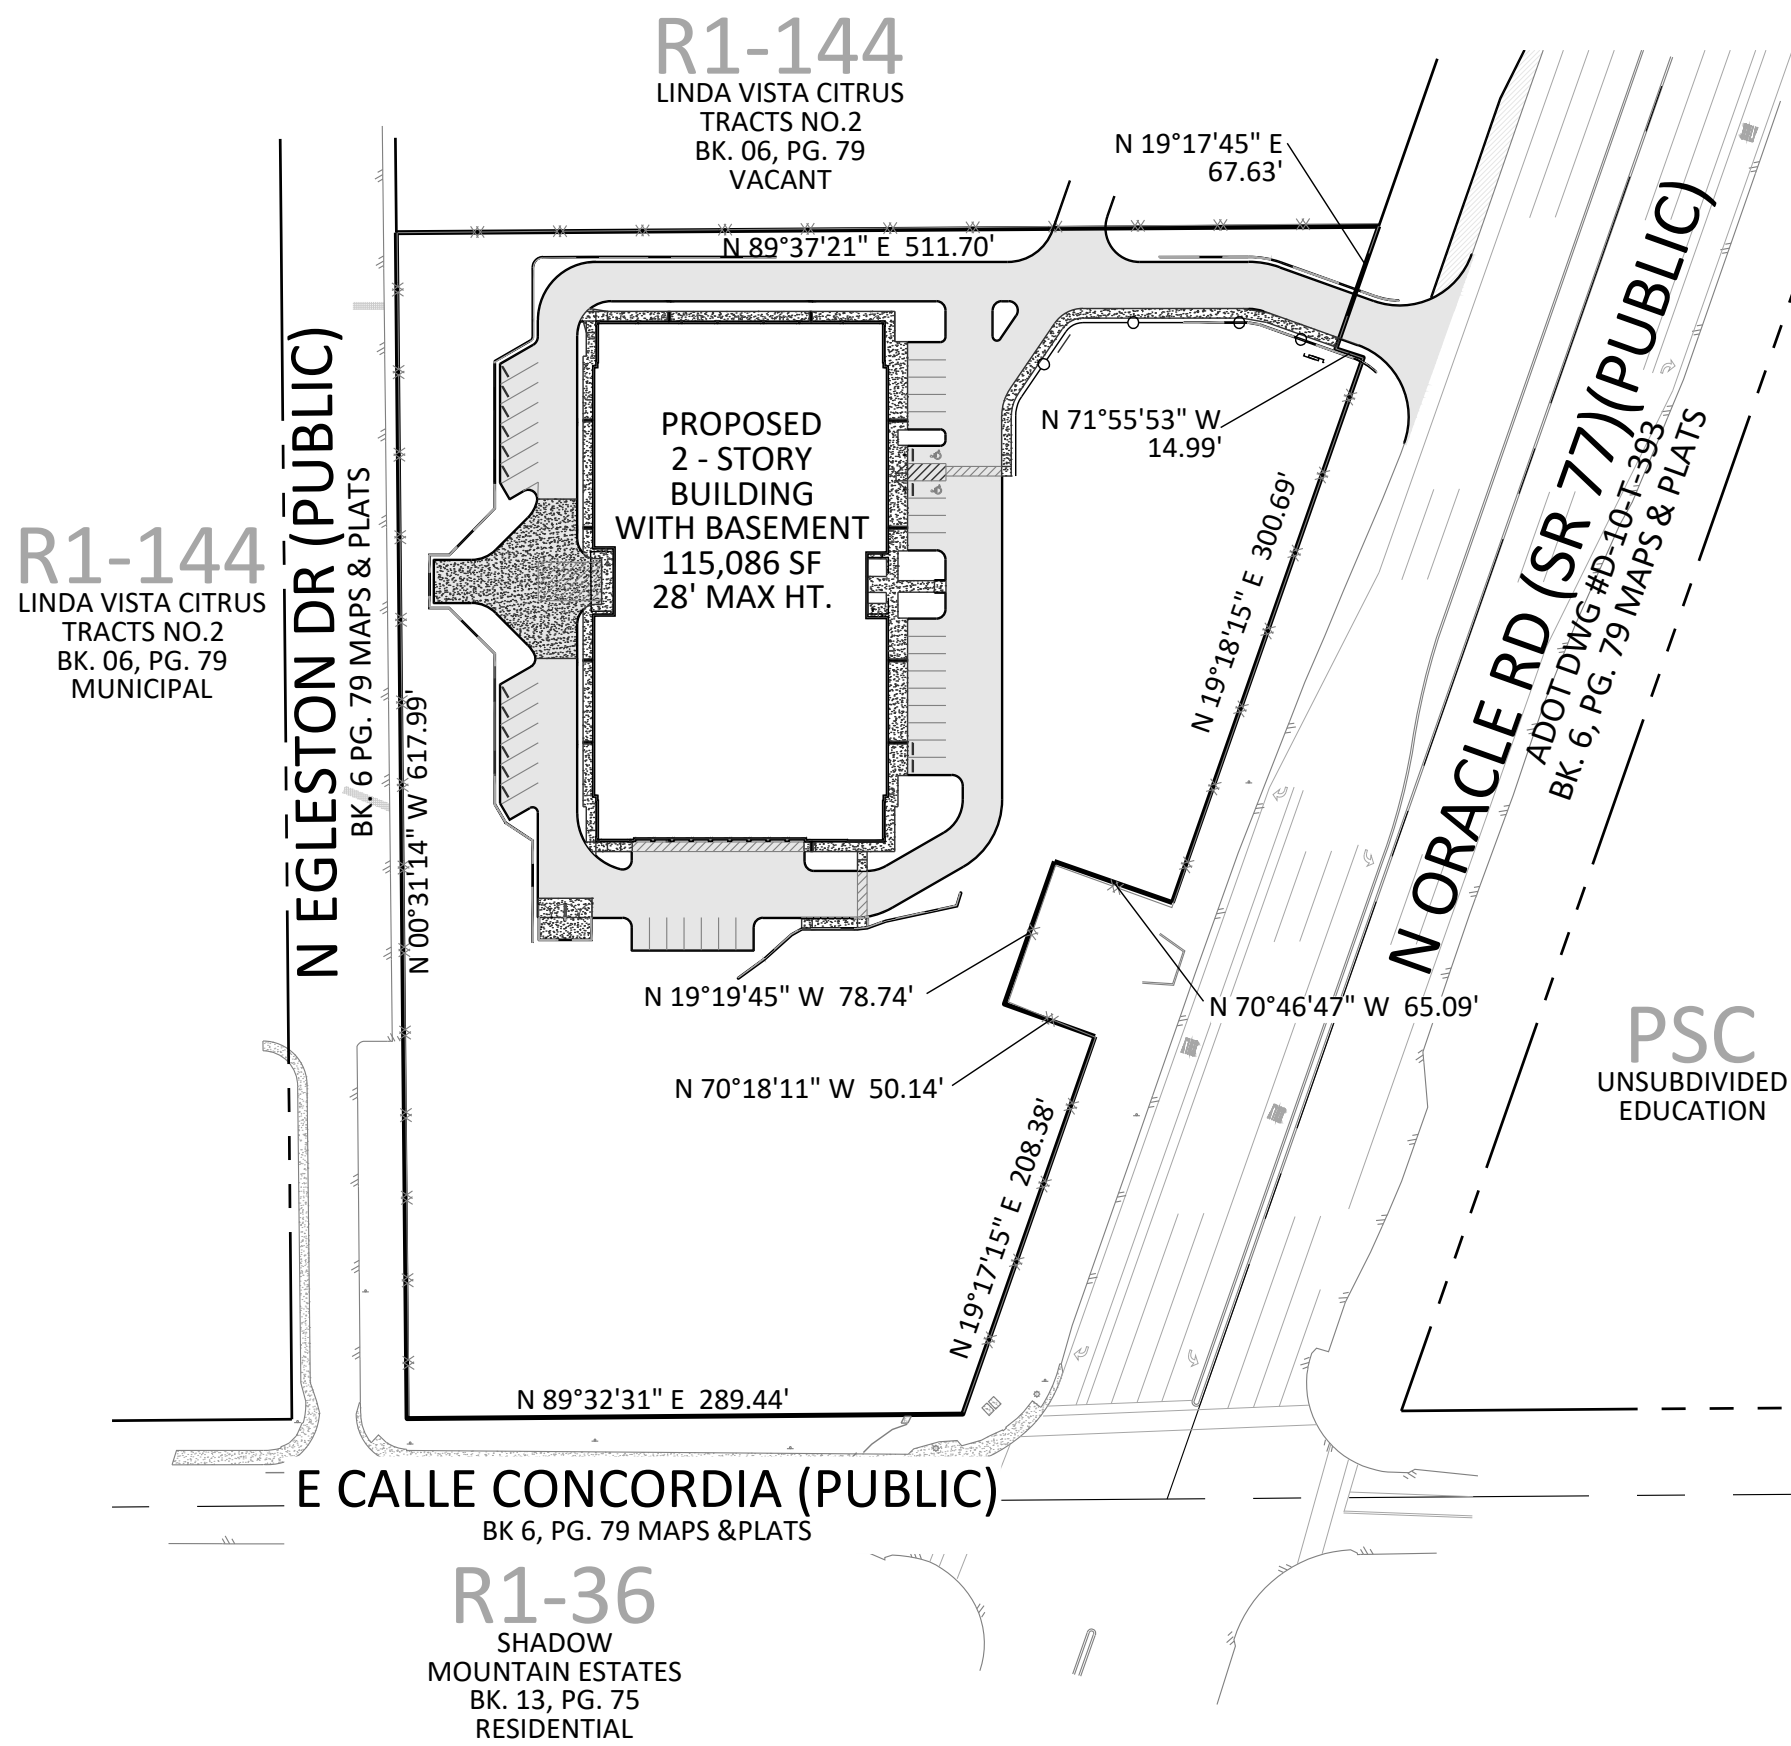 R1-144
LINDA VISTA CITRUS
TRACTS NO.2
BK. 06, PG. 79
VACANT
N 19°17'45" E
67.63'
N 89°37'21" E 511.70'
N 71°55'53" W
14.99'
PROPOSED
2 - STORY
BUILDING
WITH BASEMENT
115,086 SF
28' MAX HT.
R1-144
LINDA VISTA CITRUS
TRACTS NO.2
BK. 06, PG. 79
MUNICIPAL
N EGLESTON DR (PUBLIC)
BK. 6 PG. 79 MAPS & PLATS
N 00°31'14" W 617.99'
N 19°18'15" E 300.69'
N ORACLE RD (SR 77)(PUBLIC)
ADOT DWG #D-10-T-393
BK. 6, PG. 79 MAPS & PLATS
N 19°19'45" W 78.74'
N 70°46'47" W 65.09'
N 70°18'11" W 50.14'
PSC
UNSUBDIVIDED
EDUCATION
N 19°17'15" E 208.38'
N 89°32'31" E 289.44'
E CALLE CONCORDIA (PUBLIC)
BK 6, PG. 79 MAPS &PLATS
R1-36
SHADOW
MOUNTAIN ESTATES
BK. 13, PG. 75
RESIDENTIAL